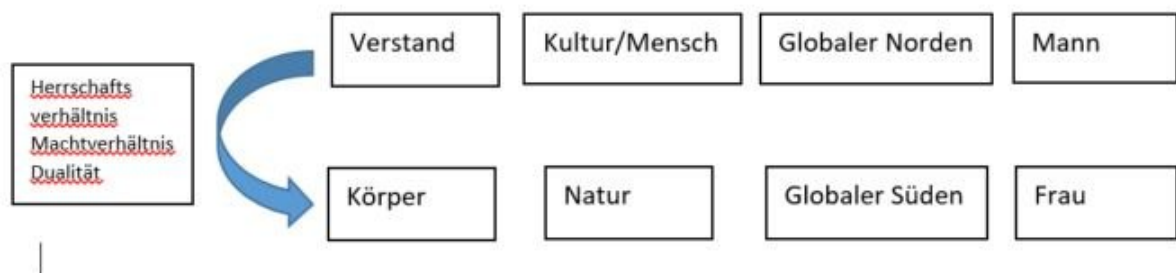 Herrschafts
verhältnis
Machtverhältnis
Dualität
Verstand
Kultur/Mensch
Globaler Norden
Mann
Körper
Natur
Globaler Süden
Frau